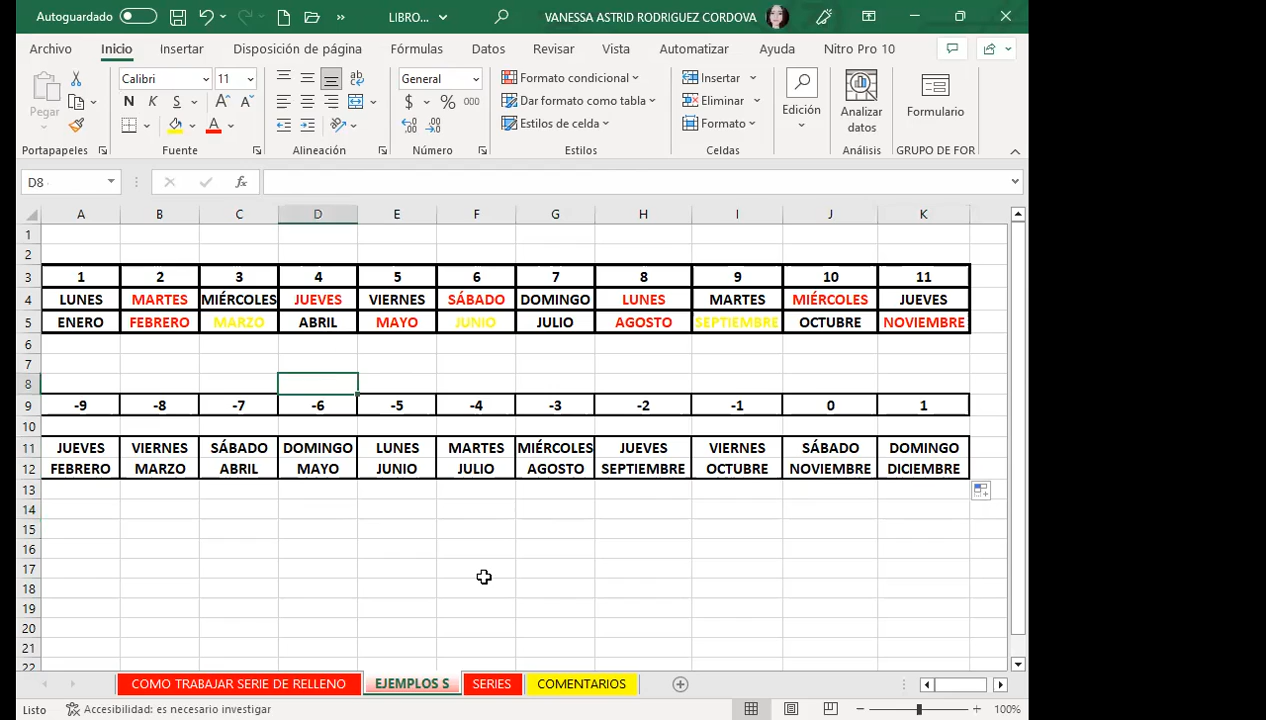 Autoguardado LIBRO... VANESSA ASTRID RODRIGUEZ CORDOVA
Archivo Inicio Insertar Disposición de página Fórmulas Datos Revisar Vista Automatizar Ayuda Nitro Pro 10
Pegar
Calibri 11
N K S
General
$ % 000
Formato condicional
Dar formato como tabla
Estilos de celda
Insertar
Eliminar
Formato
Edición
Analizar datos
Formulario
Portapapeles Fuente Alineación Número Estilos Celdas Análisis GRUPO DE FOR
D8 fx
A B C D E F G H I J K
1
2
3 1 2 3 4 5 6 7 8 9 10 11
4 LUNES MARTES MIÉRCOLES JUEVES VIERNES SÁBADO DOMINGO LUNES MARTES MIÉRCOLES JUEVES
5 ENERO FEBRERO MARZO ABRIL MAYO JUNIO JULIO AGOSTO SEPTIEMBRE OCTUBRE NOVIEMBRE
6
7
8
9 -9 -8 -7 -6 -5 -4 -3 -2 -1 0 1
10
11 JUEVES VIERNES SÁBADO DOMINGO LUNES MARTES MIÉRCOLES JUEVES VIERNES SÁBADO DOMINGO
12 FEBRERO MARZO ABRIL MAYO JUNIO JULIO AGOSTO SEPTIEMBRE OCTUBRE NOVIEMBRE DICIEMBRE
13
14
15
16
17
18
19
20
21
22
COMO TRABAJAR SERIE DE RELLENO EJEMPLOS S SERIES COMENTARIOS
Listo Accesibilidad: es necesario investigar 100%